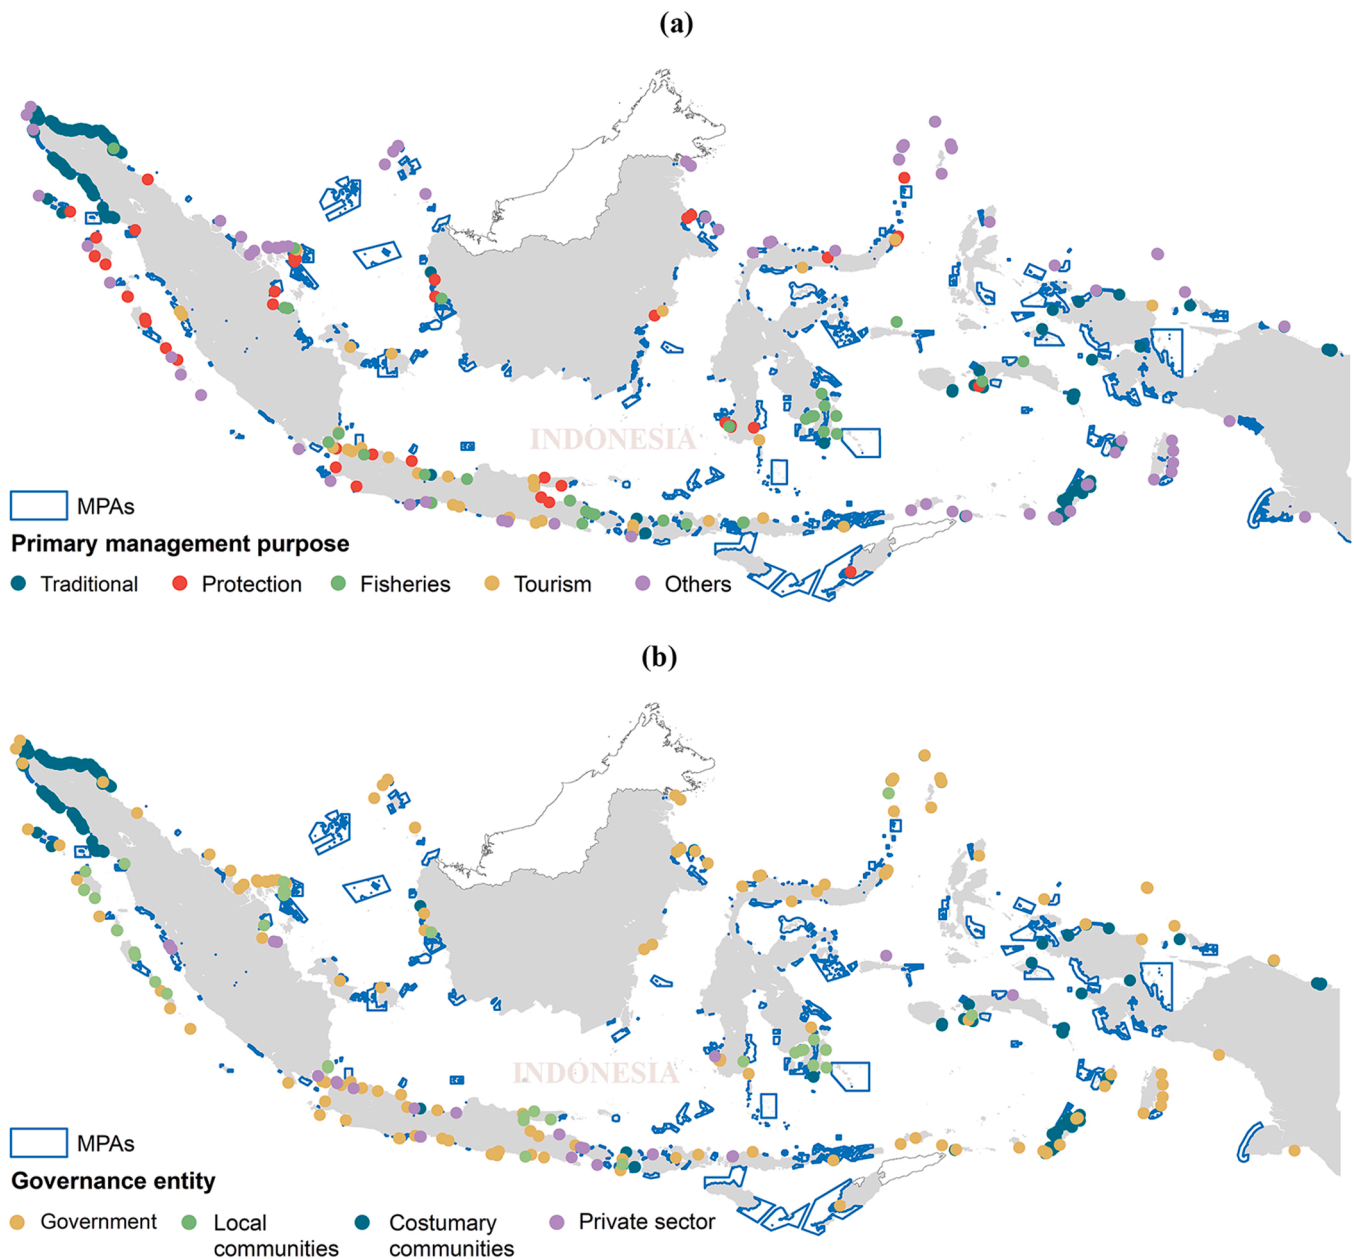 (a)
INDONESIA
MPAs
Primary management purpose
Traditional Protection Fisheries Tourism Others
(b)
INDONESIA
MPAs
Governance entity
Government Local communities Costumary communities Private sector